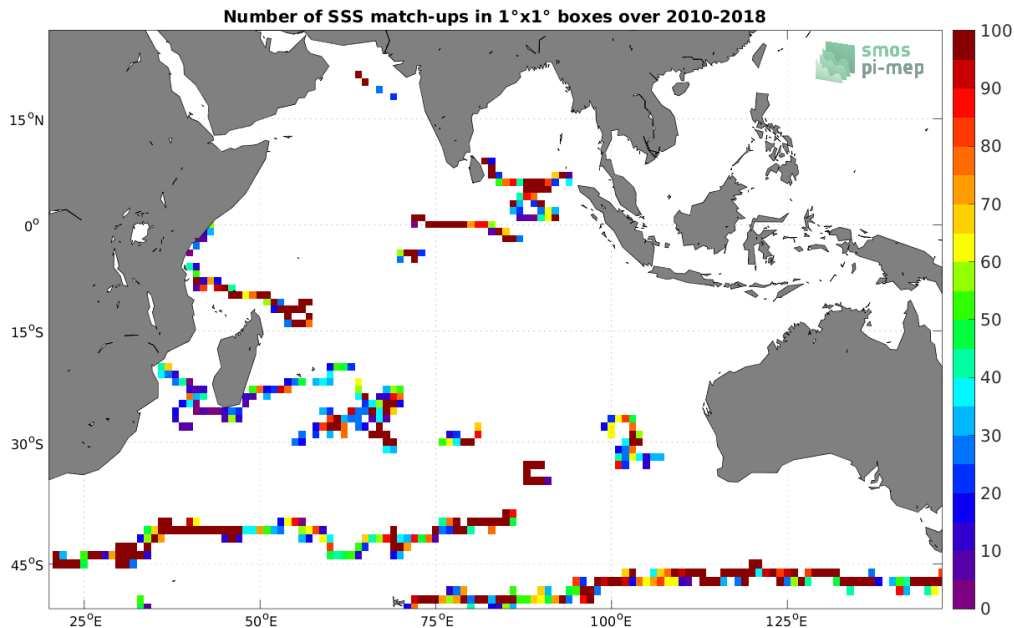 Number of SSS match-ups in 1°x1° boxes over 2010-2018
smos
pi-mep
100
90
80
70
60
50
40
30
20
10
0
15°N
0°
15°S
30°S
45°S
25°E
50°E
75°E
100°E
125°E